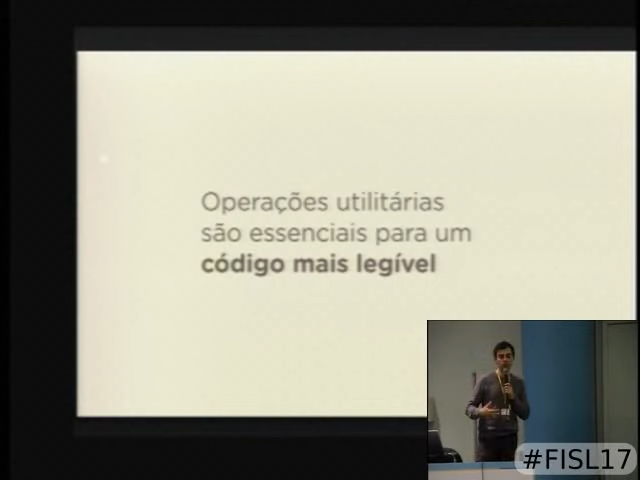 Operações utilitárias
são essenciais para um
código mais legível
#FISL17